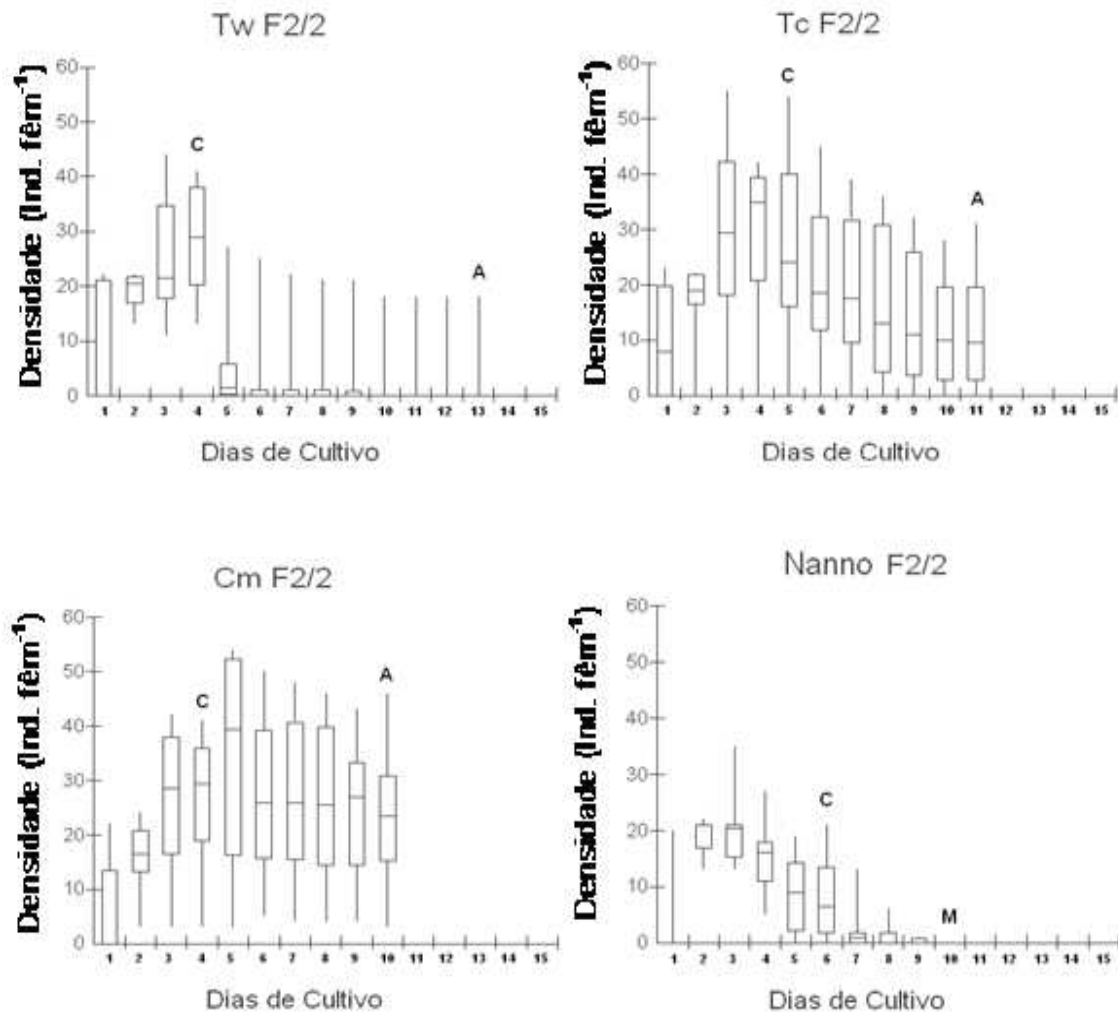 Tw F2/2
Densidade (Ind. fêm⁻¹)
60
50
40
30
20
10
0
C
A
1 2 3 4 5 6 7 8 9 10 11 12 13 14 15
Dias de Cultivo
Tc F2/2
Densidade (Ind. fêm⁻¹)
60
50
40
30
20
10
0
C
A
1 2 3 4 5 6 7 8 9 10 11 12 13 14 15
Dias de Cultivo
Cm F2/2
Densidade (Ind. fêm⁻¹)
60
50
40
30
20
10
0
C
A
1 2 3 4 5 6 7 8 9 10 11 12 13 14 15
Dias de Cultivo
Nanno F2/2
Densidade (Ind. fêm⁻¹)
60
50
40
30
20
10
0
C
M
1 2 3 4 5 6 7 8 9 10 11 12 13 14 15
Dias de Cultivo